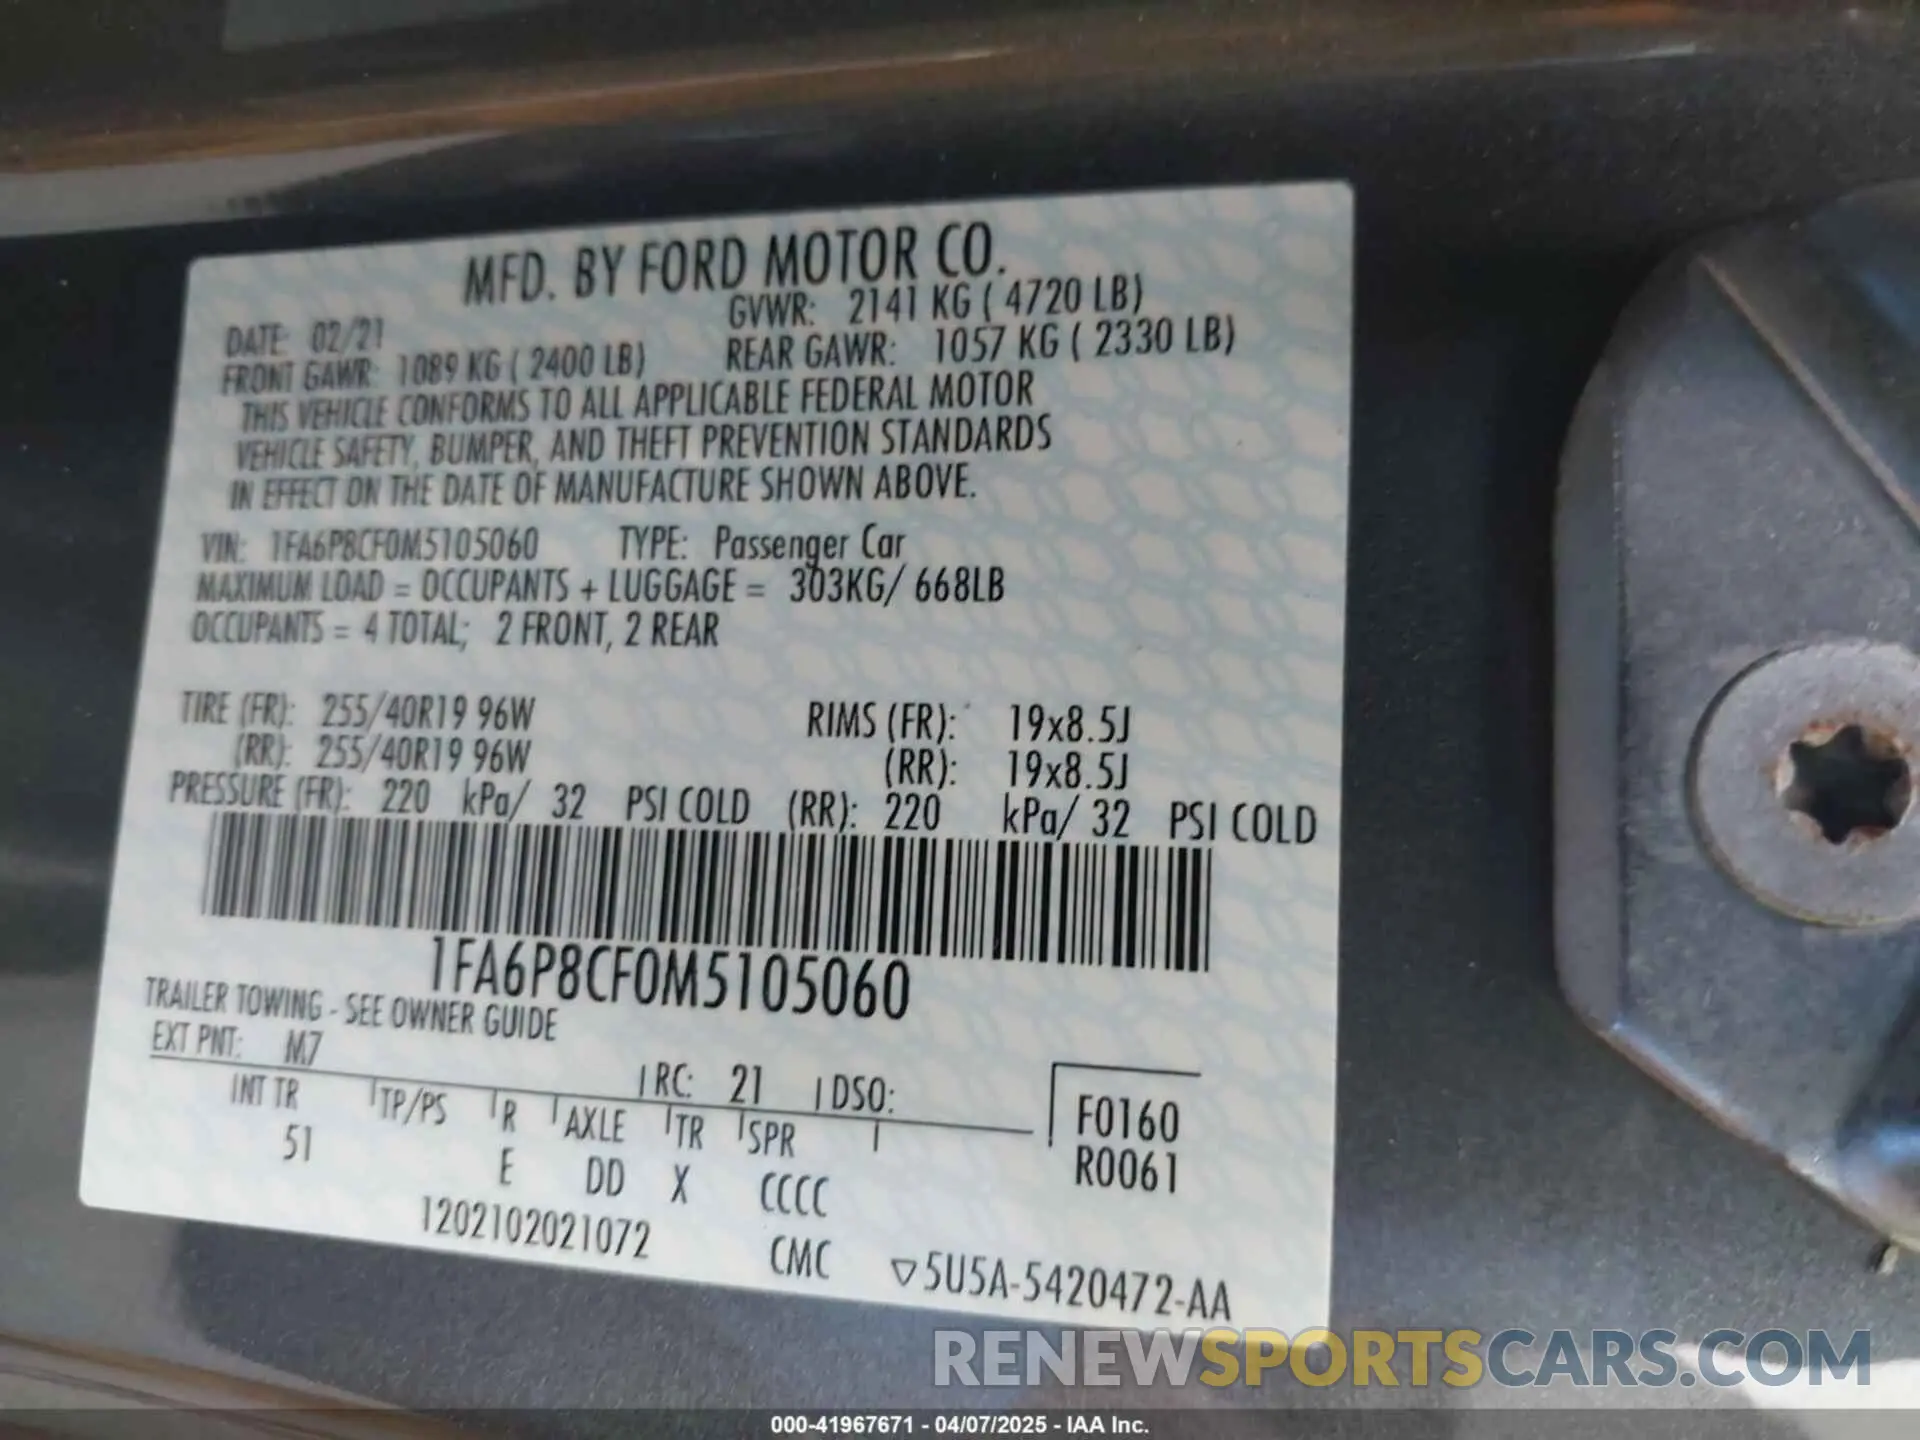 MFD. BY FORD MOTOR CO.
DATE: 02/21 GVWR: 2141 KG ( 4720 LB)
FRONT GAWR: 1089 KG ( 2400 LB) REAR GAWR: 1057 KG ( 2330 LB)
THIS VEHICLE CONFORMS TO ALL APPLICABLE FEDERAL MOTOR
VEHICLE SAFETY, BUMPER, AND THEFT PREVENTION STANDARDS
IN EFFECT ON THE DATE OF MANUFACTURE SHOWN ABOVE.
VIN: 1FA6P8CF0M5105060 TYPE: Passenger Car
MAXIMUM LOAD = OCCUPANTS + LUGGAGE = 303KG/ 668LB
OCCUPANTS = 4 TOTAL; 2 FRONT, 2 REAR
TIRE (FR): 255/40R19 96W RIMS (FR): 19x8.5J
(RR): 255/40R19 96W (RR): 19x8.5J
PRESSURE (FR): 220 kPa/ 32 PSI COLD (RR): 220 kPa/ 32 PSI COLD
1FA6P8CF0M5105060
TRAILER TOWING - SEE OWNER GUIDE
EXT PNT: M7 RC: 21 DSO:
INT TR TP/PS R AXLE TR SPR F0160
51 E DD X CCCC R0061
1202102021072 CMC ▽5U5A-5420472-AA
RENEWSPORTSCARS.COM
000-41967671 - 04/07/2025 - IAA Inc.